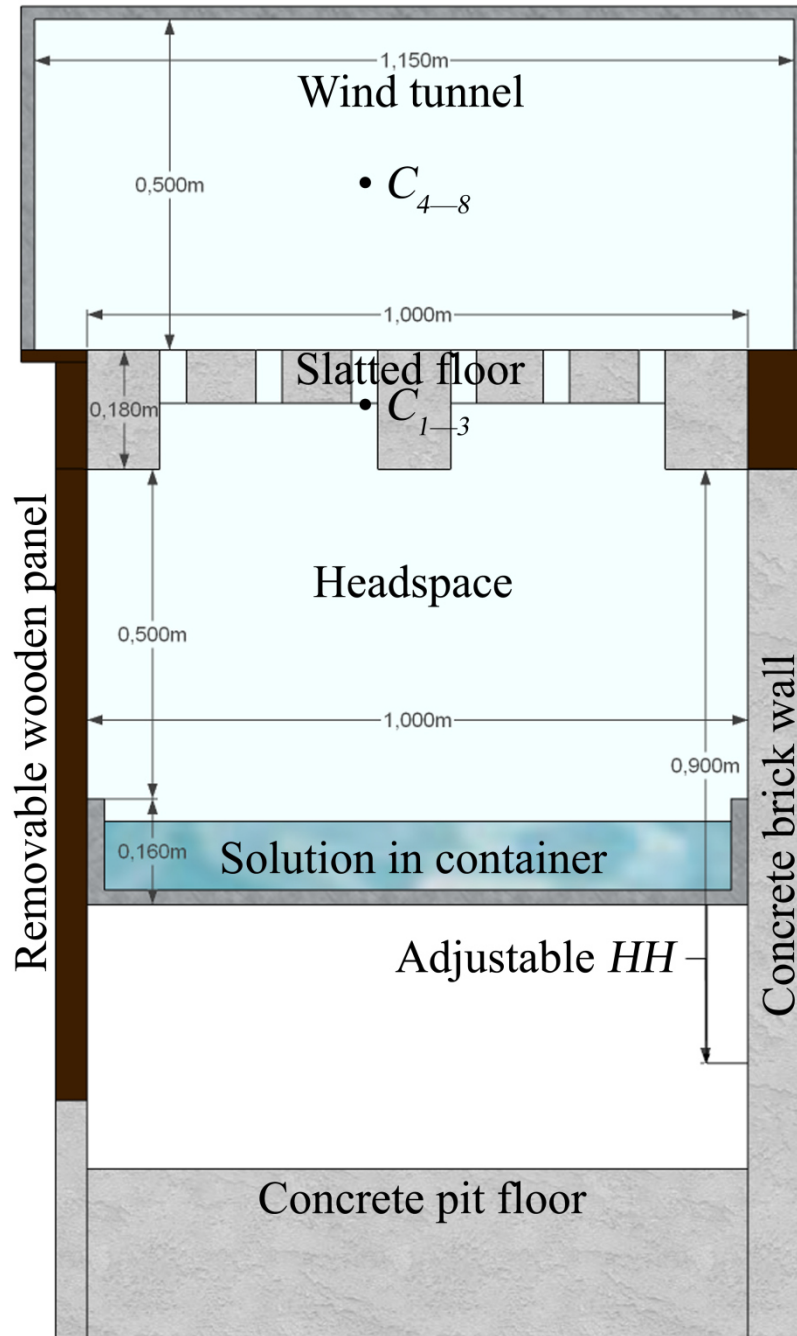 1,150m
Wind tunnel
0,500m
C4—8
1,000m
Slatted floor
0,180m
C1—3
Removable wooden panel
Headspace
0,500m
1,000m
0,900m
Concrete brick wall
0,160m
Solution in container
Adjustable HH
Concrete pit floor